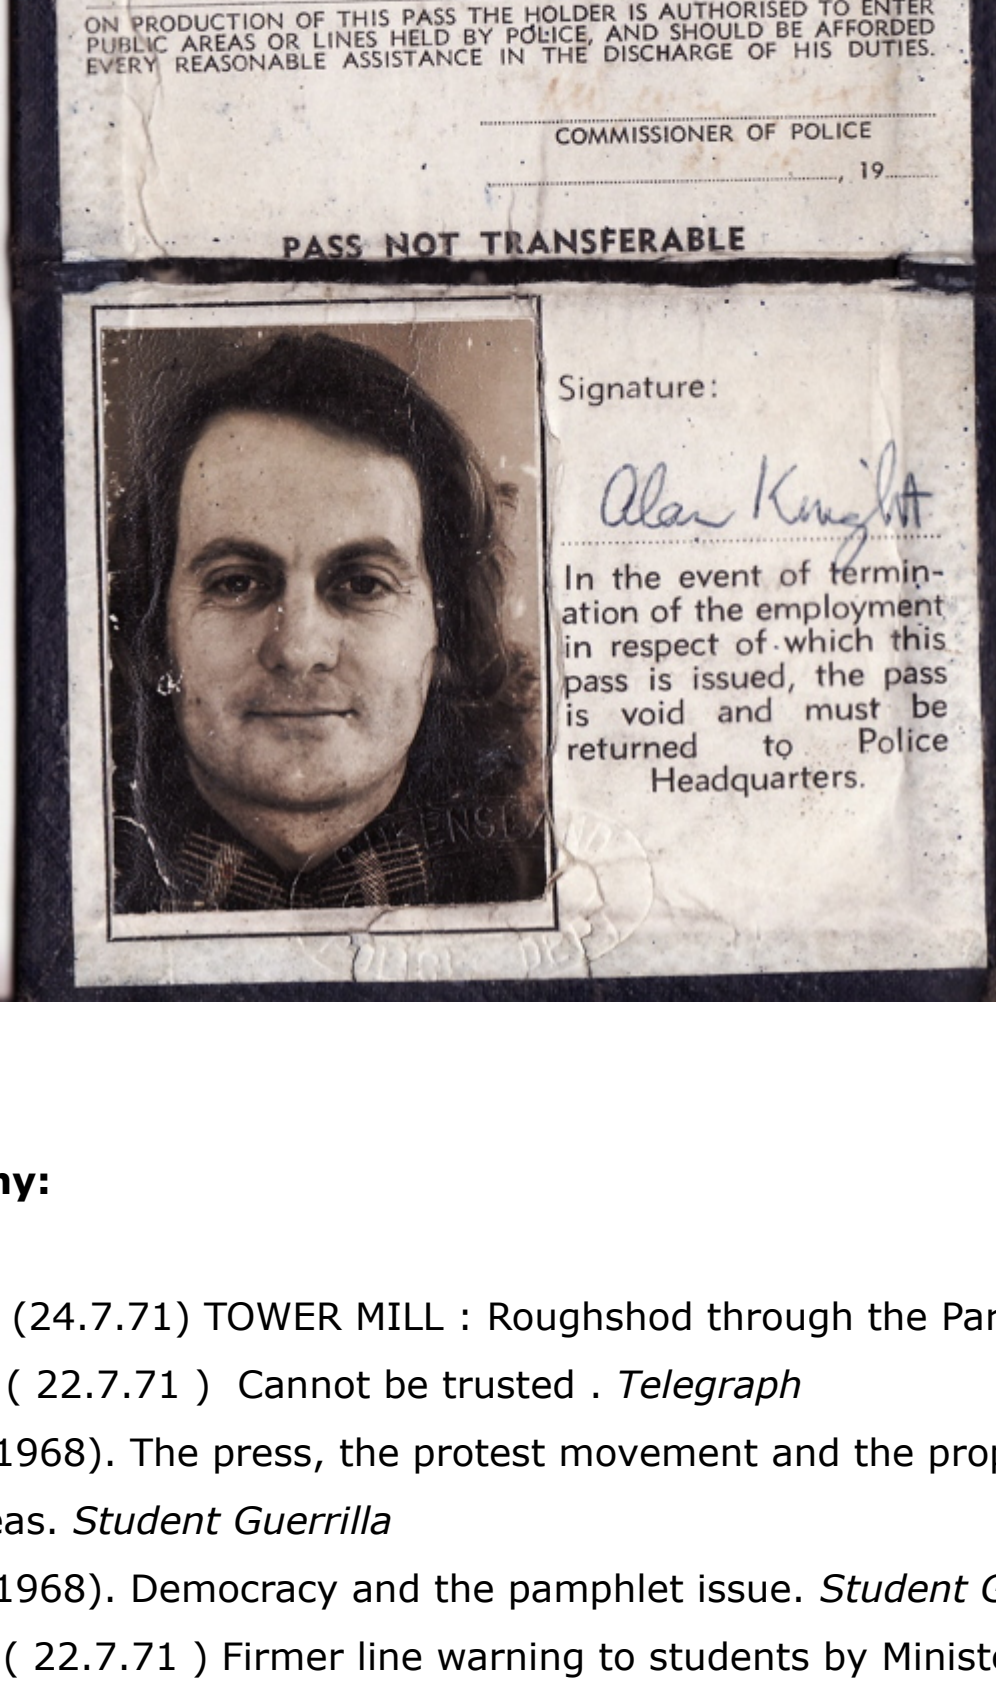 ON PRODUCTION OF THIS PASS THE HOLDER IS AUTHORISED TO ENTER
PUBLIC AREAS OR LINES HELD BY POLICE, AND SHOULD BE AFFORDED
EVERY REASONABLE ASSISTANCE IN THE DISCHARGE OF HIS DUTIES.
COMMISSIONER OF POLICE
, 19
PASS NOT TRANSFERABLE
Signature:
Alan Knight
In the event of termin-
ation of the employment
in respect of which this
pass is issued, the pass
is void and must be
returned to Police
Headquarters.
QUEENSLAND
POLICE DEPT
hy:
(24.7.71) TOWER MILL : Roughshod through the Par
( 22.7.71 ) Cannot be trusted . Telegraph
1968). The press, the protest movement and the prop
eas. Student Guerrilla
1968). Democracy and the pamphlet issue. Student G
( 22.7.71 ) Firmer line warning to students by Ministe